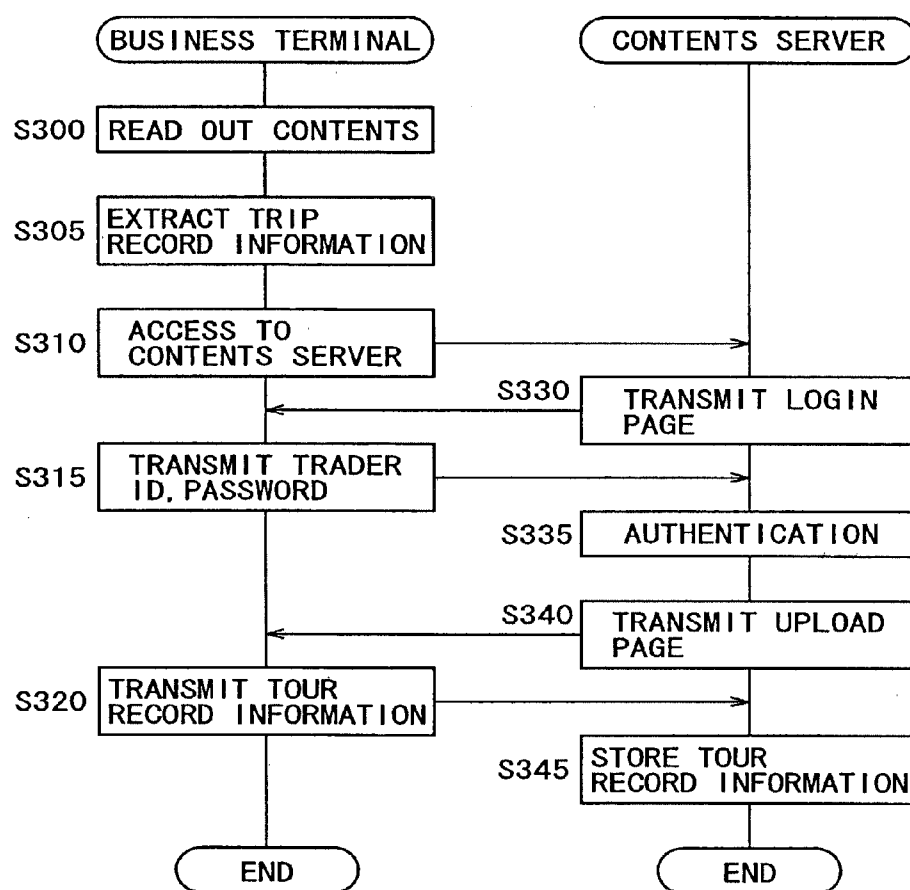 BUSINESS TERMINAL
CONTENTS SERVER
S300
READ OUT CONTENTS
S305
EXTRACT TRIP
RECORD INFORMATION
S310
ACCESS TO
CONTENTS SERVER
S330
TRANSMIT LOGIN
PAGE
S315
TRANSMIT TRADER
ID, PASSWORD
S335
AUTHENTICATION
S340
TRANSMIT UPLOAD
PAGE
S320
TRANSMIT TOUR
RECORD INFORMATION
S345
STORE TOUR
RECORD INFORMATION
END
END